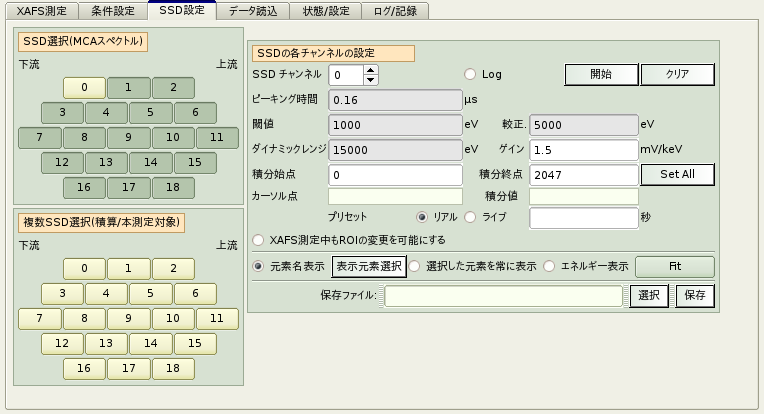 XAFS測定 条件設定 SSD設定 データ読込 状態/設定 ログ/記録
SSD選択(MCAスペクトル)
下流 上流
0 1 2
3 4 5 6
7 8 9 10 11
12 13 14 15
16 17 18
複数SSD選択(積算/本測定対象)
下流 上流
0 1 2
3 4 5 6
7 8 9 10 11
12 13 14 15
16 17 18
SSDの各チャンネルの設定
SSD チャンネル 0 Log 開始 クリア
ピーキング時間 0.16 μs
閾値 1000 eV 較正. 5000 eV
ダイナミックレンジ 15000 eV ゲイン 1.5 mV/keV
積分始点 0 積分終点 2047 Set All
カーソル点 積分値
プリセット リアル ライブ 秒
XAFS測定中もROIの変更を可能にする
元素名表示 表示元素選択 選択した元素を常に表示 エネルギー表示 Fit
保存ファイル: 選択 保存